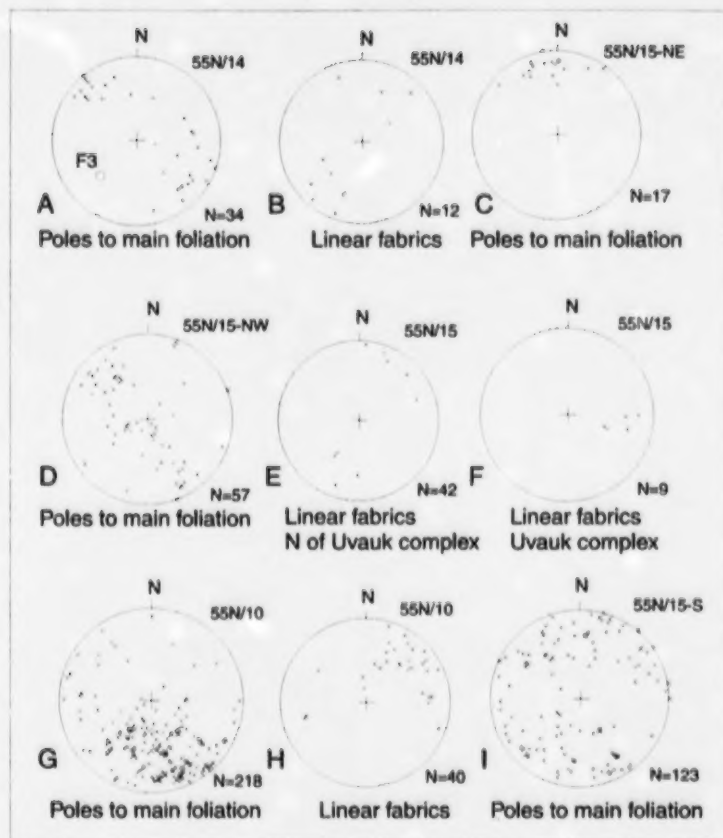 N
55N/14
F3
A
N=34
Poles to main foliation
N
55N/14
B
N=12
Linear fabrics
N
55N/15-NE
C
N=17
Poles to main foliation
N
55N/15-NW
D
N=57
Poles to main foliation
N
55N/15
E
N=42
Linear fabrics
N of Uvauk complex
N
55N/15
F
N=9
Linear fabrics
Uvauk complex
N
55N/10
G
N=218
Poles to main foliation
N
55N/10
H
N=40
Linear fabrics
N
55N/15-S
I
N=123
Poles to main foliation